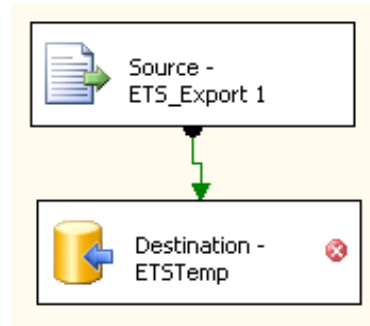 Source -
ETS_Export 1
Destination -
ETSTemp